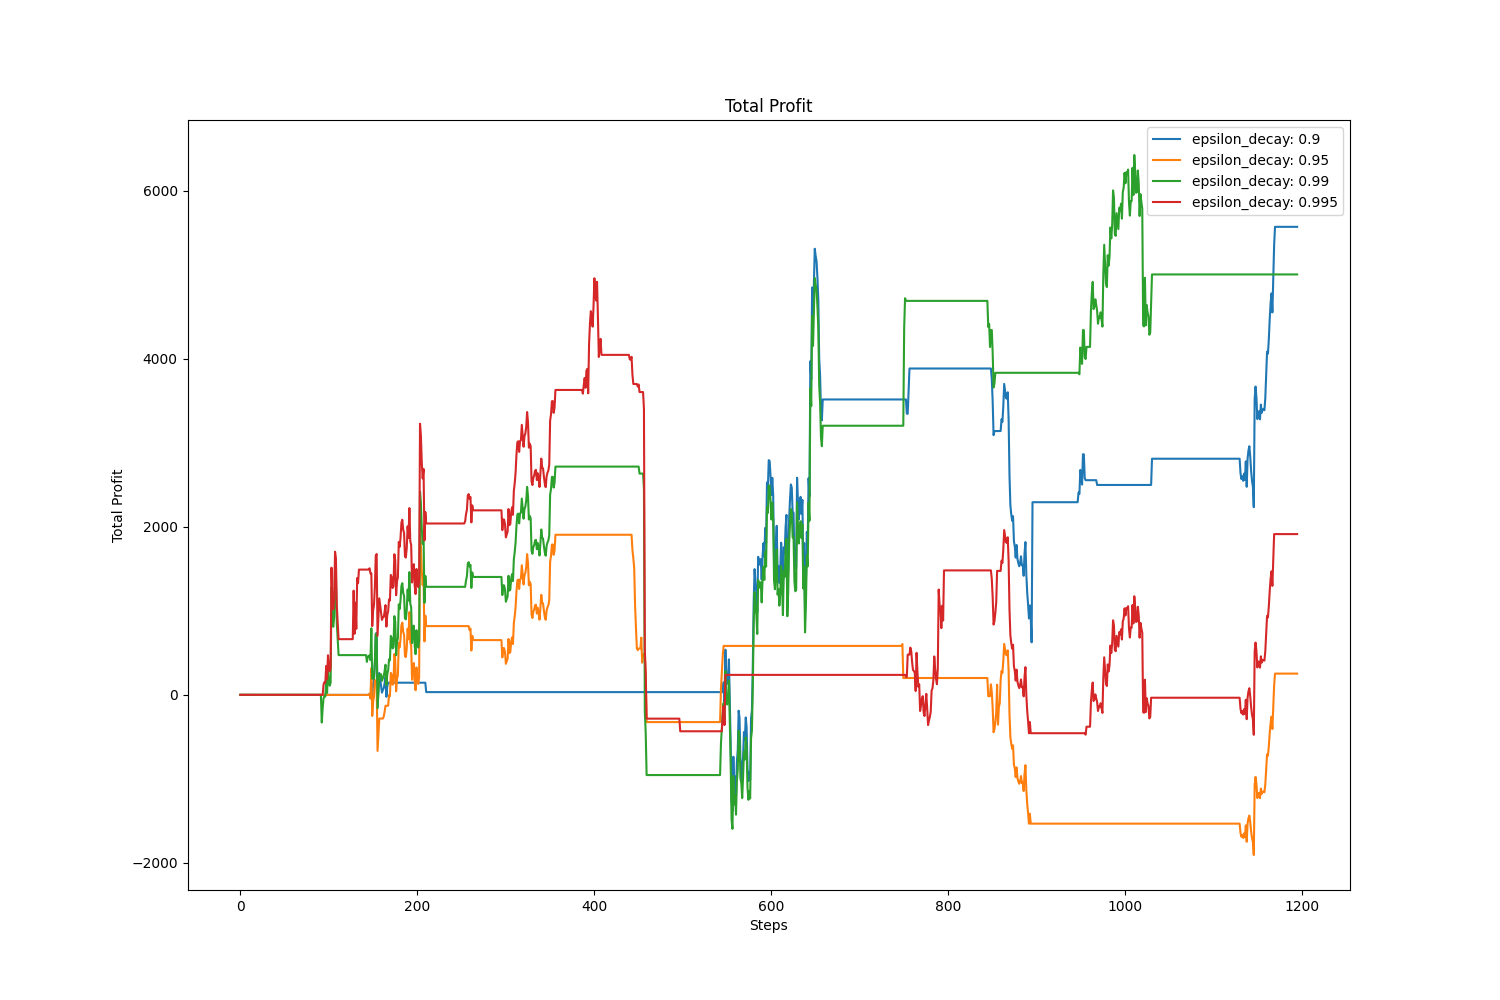 Total Profit
epsilon_decay: 0.9
epsilon_decay: 0.95
epsilon_decay: 0.99
epsilon_decay: 0.995
Total Profit
6000
4000
2000
0
−2000
0 200 400 600 800 1000 1200
Steps